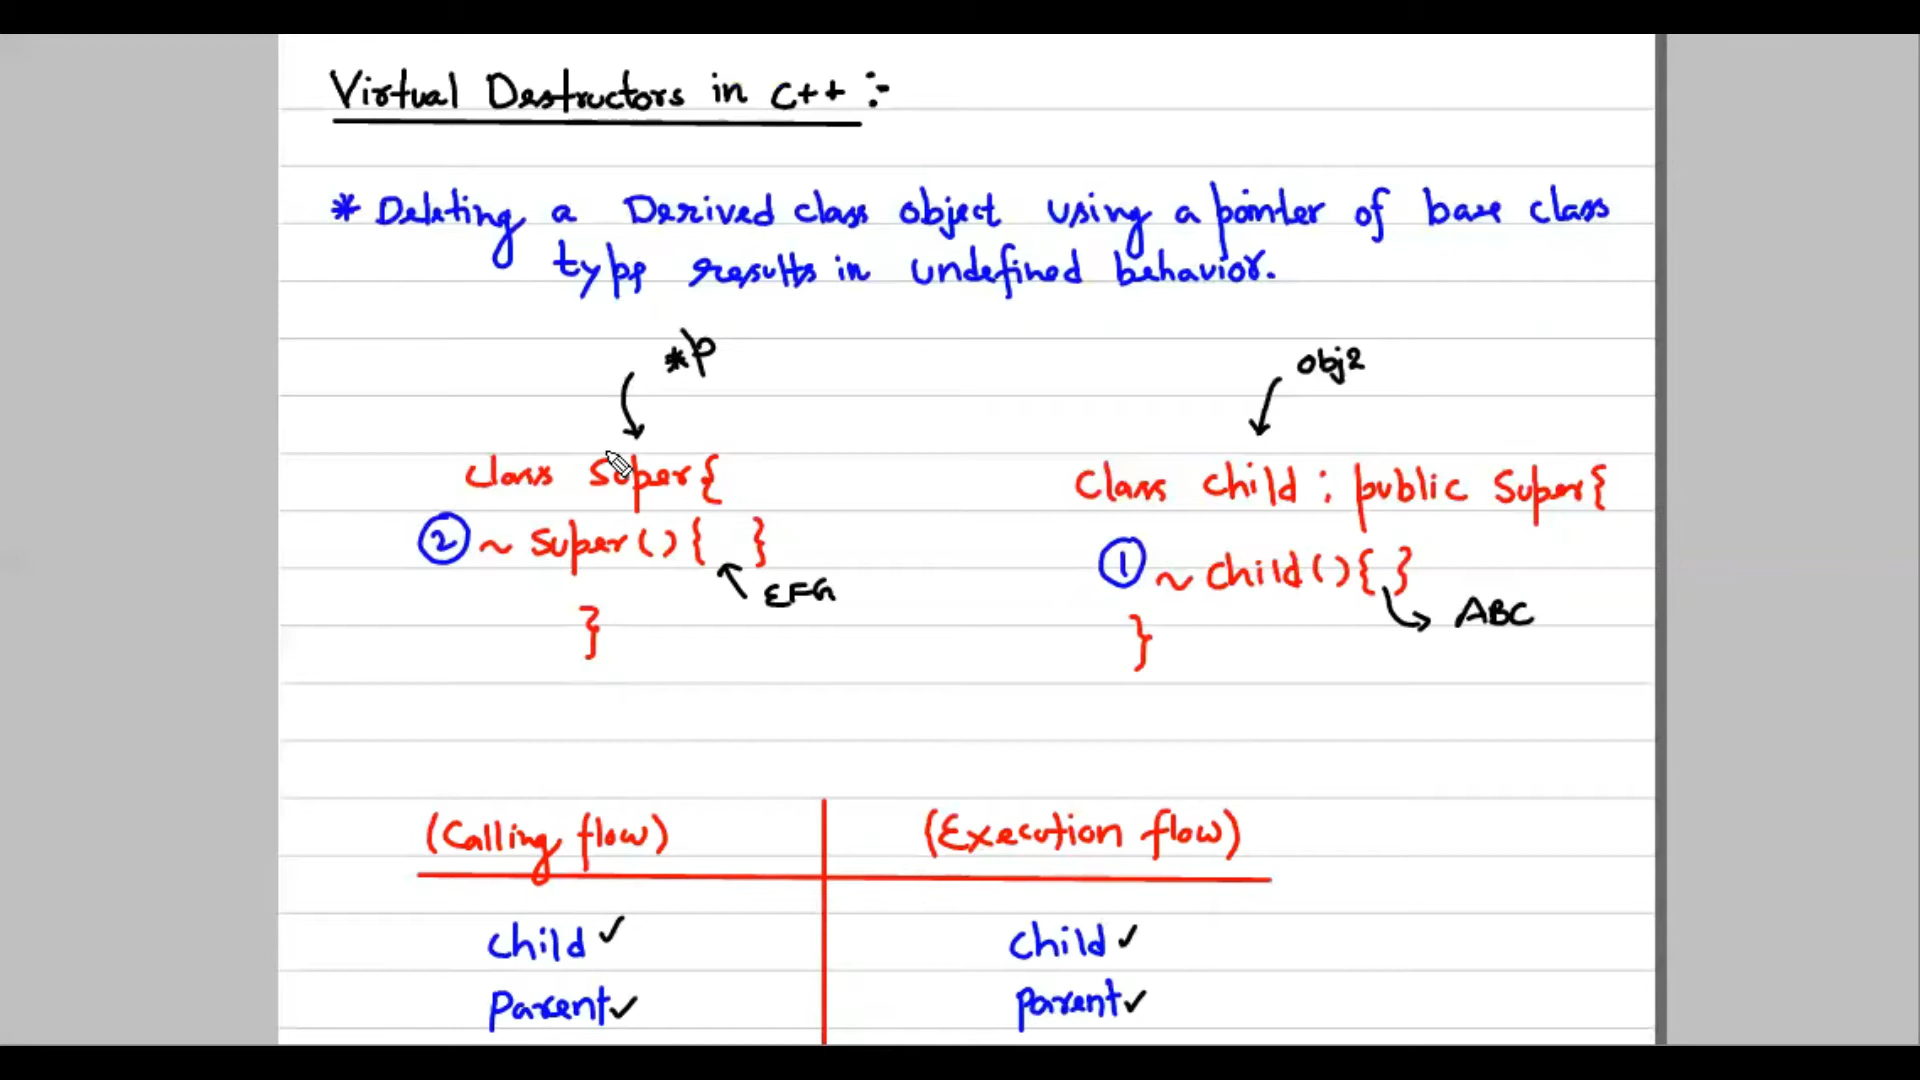 Virtual Destructors in C++ :-
* Deleting a Derived class object using a pointer of base class
type results in undefined behavior.
*p
obj2
class Super{
Class child : public Super{
② ~ Super(){ }
① ~ child(){ }
EFG
ABC
}
}
(Calling flow)
(Execution flow)
child ✓
child ✓
Parent ✓
parent ✓